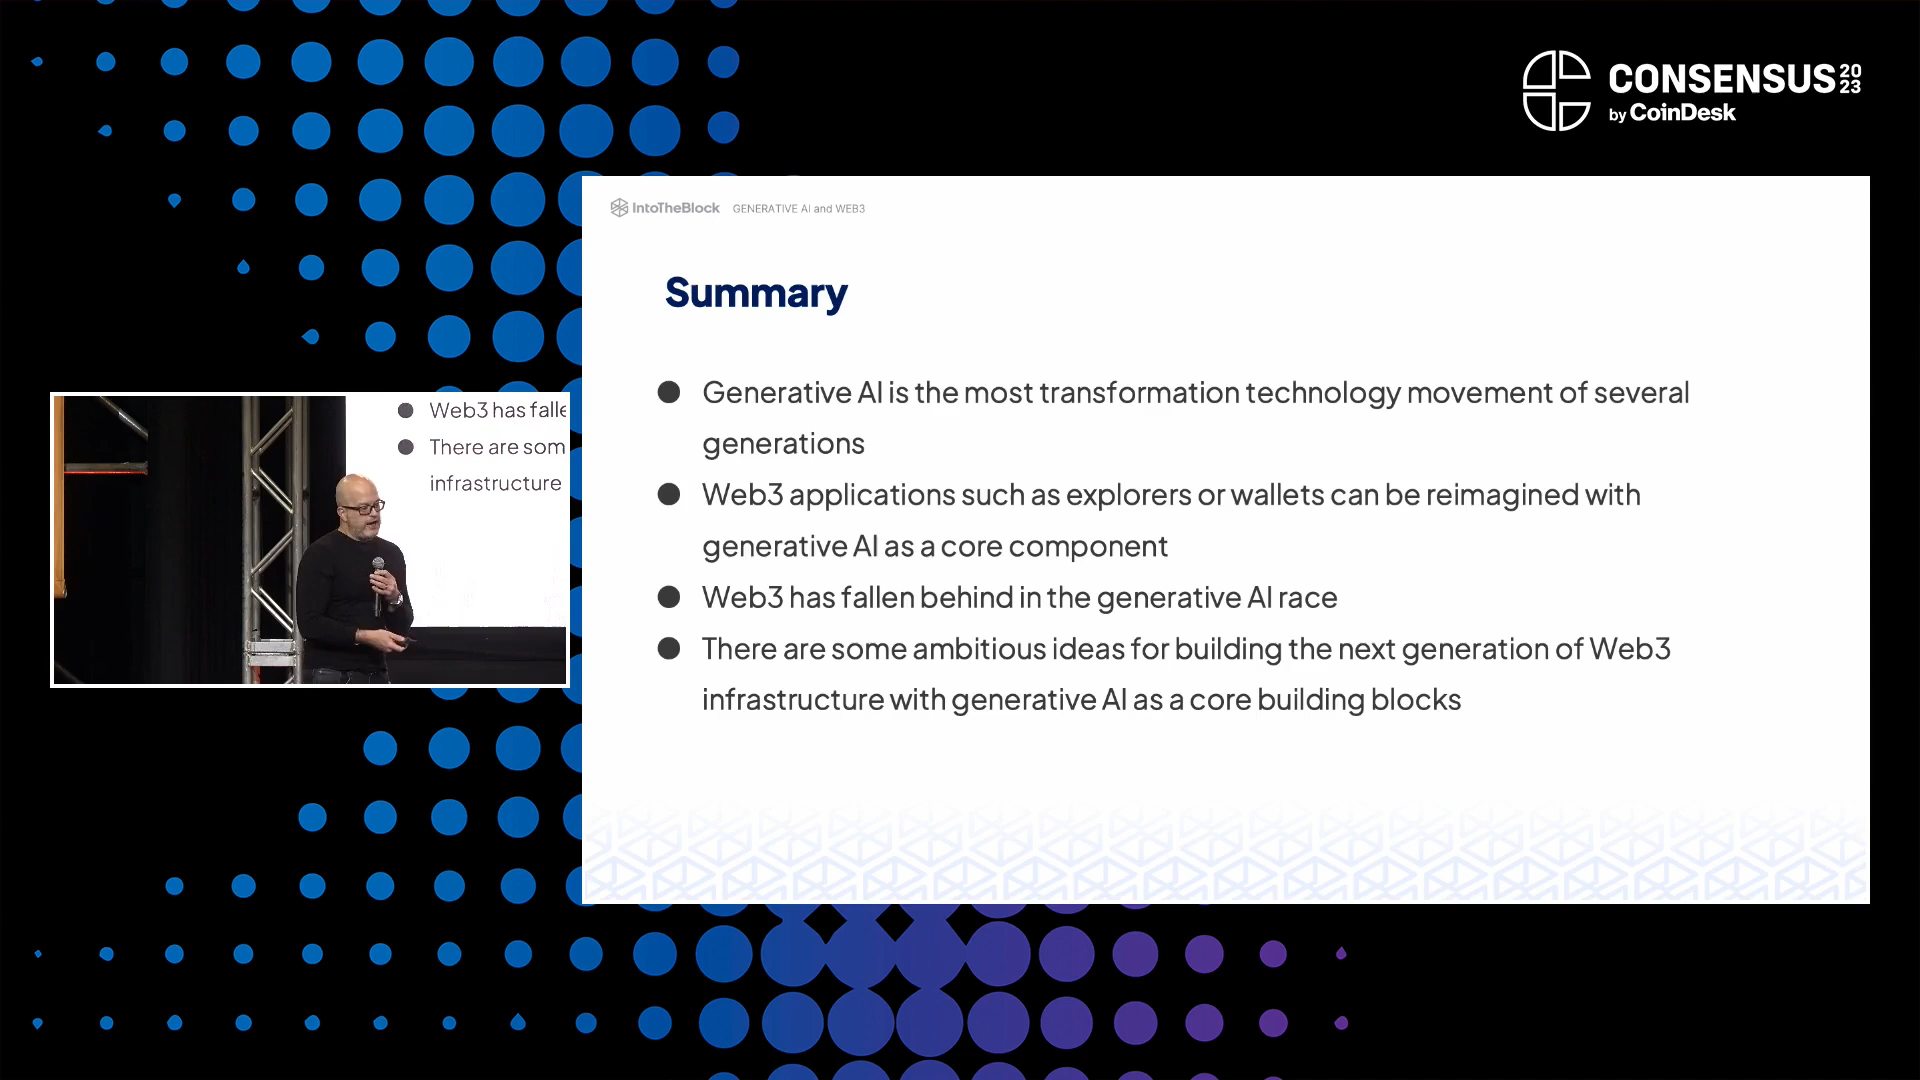 CONSENSUS 20 23
by CoinDesk
IntoTheBlock GENERATIVE AI and WEB3
Summary
● Generative AI is the most transformation technology movement of several
generations
● Web3 applications such as explorers or wallets can be reimagined with
generative AI as a core component
● Web3 has fallen behind in the generative AI race
● There are some ambitious ideas for building the next generation of Web3
infrastructure with generative AI as a core building blocks
● Web3 has falle
● There are som
infrastructure